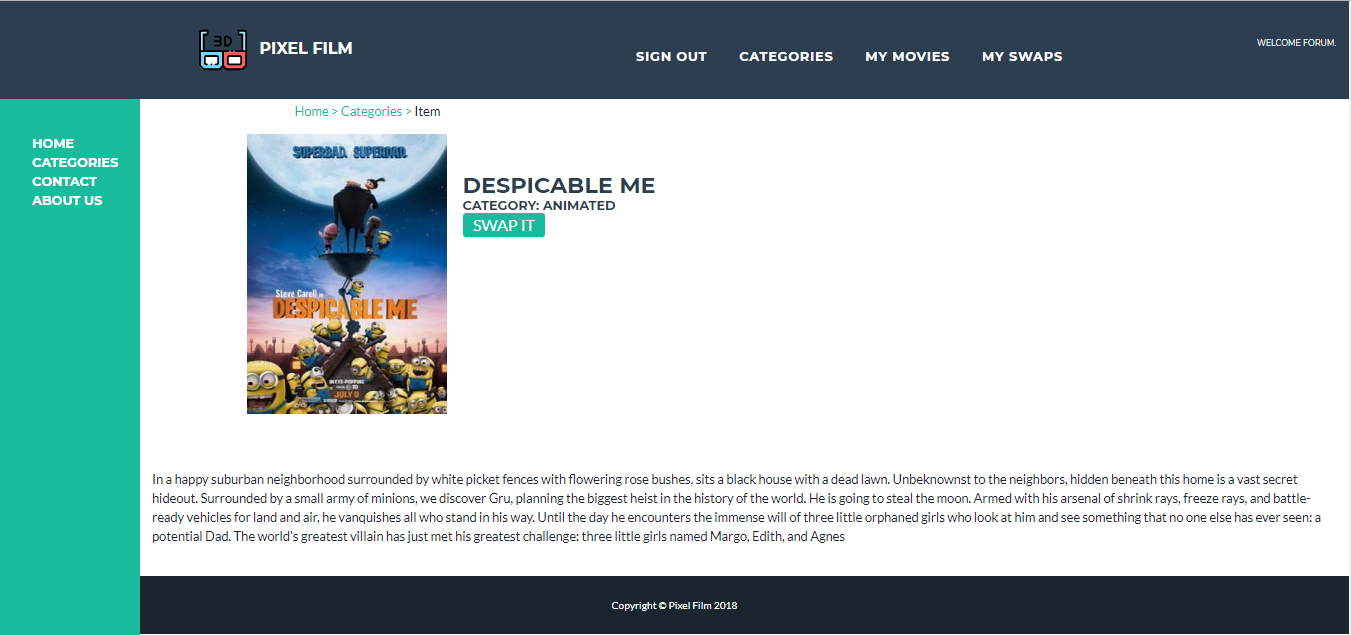 3D
PIXEL FILM
SIGN OUT CATEGORIES MY MOVIES MY SWAPS
WELCOME FORUM.
HOME
CATEGORIES
CONTACT
ABOUT US
Home > Categories > Item
SUPERBAD. SUPERDAD.
Steve Carell is
DESPICABLE ME
IN EYE-POPPING
3D
JULY 9
DESPICABLE ME
CATEGORY: ANIMATED
SWAP IT
In a happy suburban neighborhood surrounded by white picket fences with flowering rose bushes, sits a black house with a dead lawn. Unbeknownst to the neighbors, hidden beneath this home is a vast secret
hideout. Surrounded by a small army of minions, we discover Gru, planning the biggest heist in the history of the world. He is going to steal the moon. Armed with his arsenal of shrink rays, freeze rays, and battle-
ready vehicles for land and air, he vanquishes all who stand in his way. Until the day he encounters the immense will of three little orphaned girls who look at him and see something that no one else has ever seen: a
potential Dad. The world's greatest villain has just met his greatest challenge: three little girls named Margo, Edith, and Agnes
Copyright © Pixel Film 2018